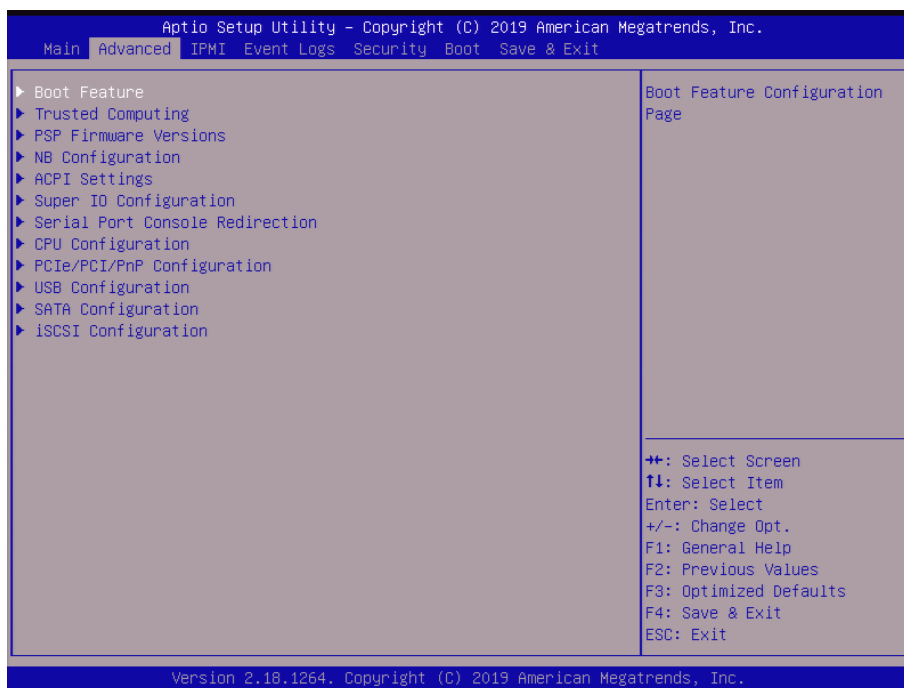 Aptio Setup Utility – Copyright (C) 2019 American Megatrends, Inc.
Main Advanced IPMI Event Logs Security Boot Save & Exit
Boot Feature
Trusted Computing
PSP Firmware Versions
NB Configuration
ACPI Settings
Super IO Configuration
Serial Port Console Redirection
CPU Configuration
PCIe/PCI/PnP Configuration
USB Configuration
SATA Configuration
iSCSI Configuration
Boot Feature Configuration
Page
→←: Select Screen
↑↓: Select Item
Enter: Select
+/-: Change Opt.
F1: General Help
F2: Previous Values
F3: Optimized Defaults
F4: Save & Exit
ESC: Exit
Version 2.18.1264. Copyright (C) 2019 American Megatrends, Inc.